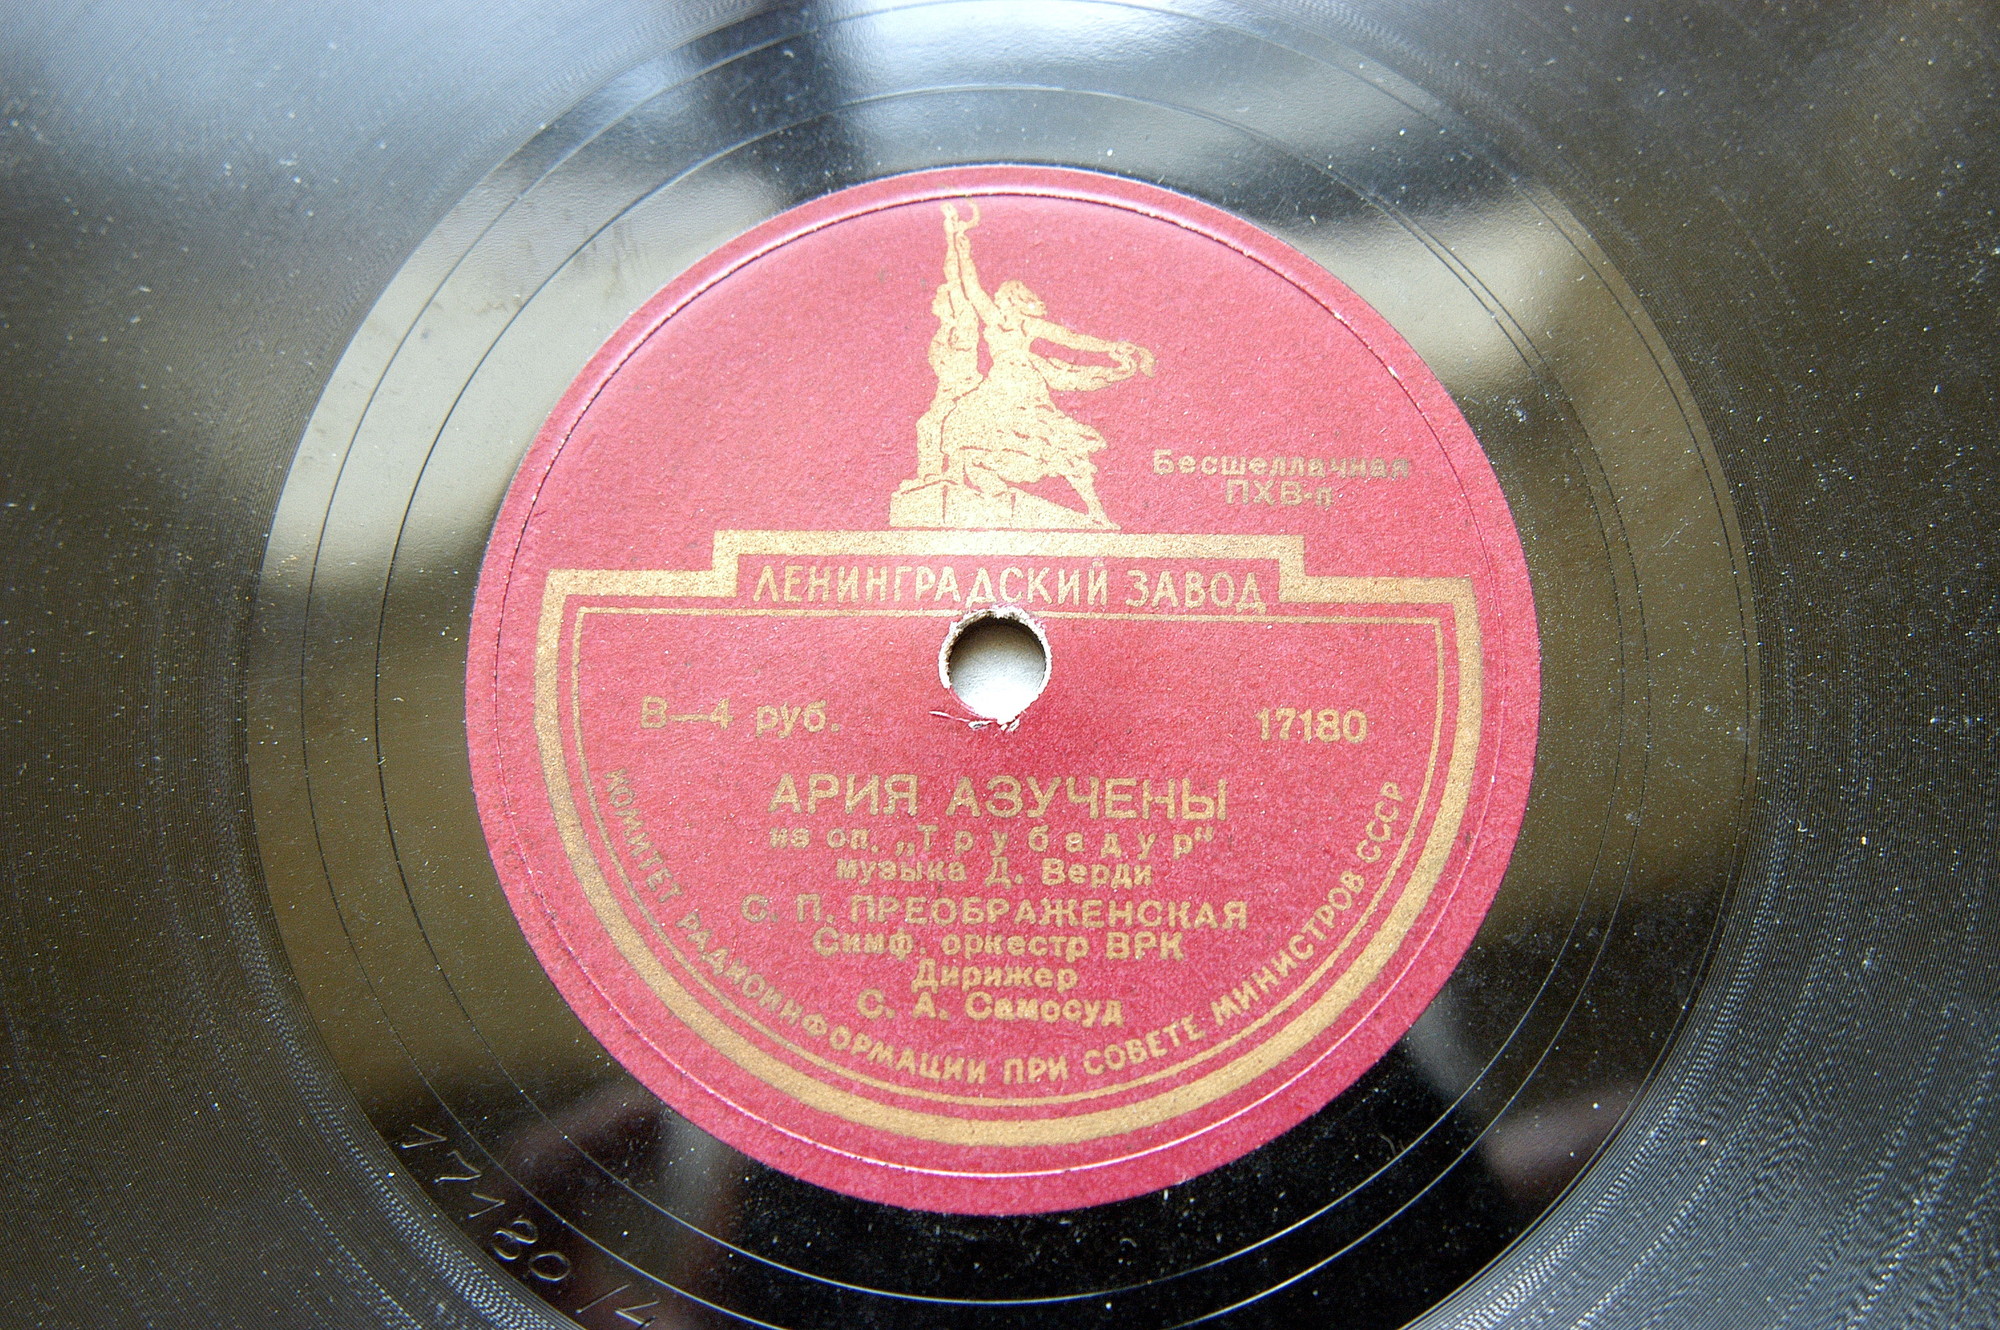 Бесшеллачная
ПХВ-п
ЛЕНИНГРАДСКИЙ ЗАВОД
В—4 руб.
17180
АРИЯ АЗУЧЕНЫ
из оп. „Трубадур“
музыка Д. Верди
С. П. ПРЕОБРАЖЕНСКАЯ
Симф. оркестр ВРК
Дирижер
С. А. Самосуд
КОМИТЕТ РАДИОИНФОРМАЦИИ ПРИ СОВЕТЕ МИНИСТРОВ СССР
17180/4